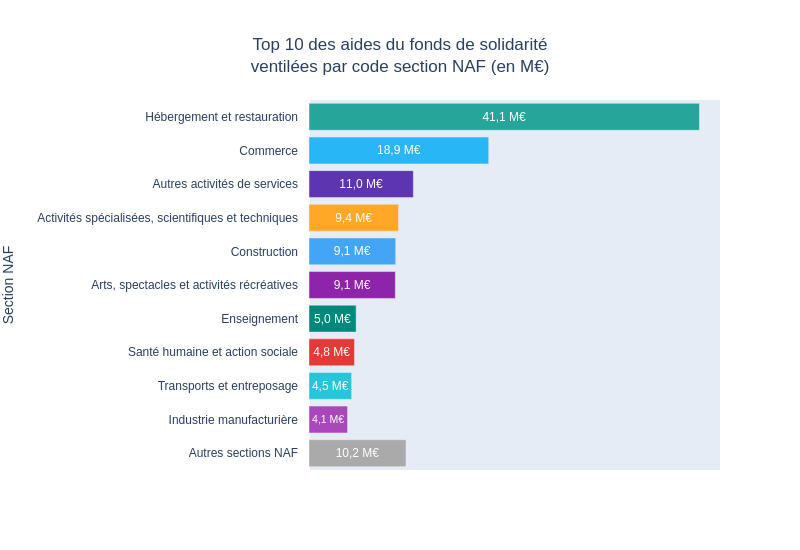 Top 10 des aides du fonds de solidarité
ventilées par code section NAF (en M€)
Section NAF
Hébergement et restauration 41,1 M€
Commerce 18,9 M€
Autres activités de services 11,0 M€
Activités spécialisées, scientifiques et techniques 9,4 M€
Construction 9,1 M€
Arts, spectacles et activités récréatives 9,1 M€
Enseignement 5,0 M€
Santé humaine et action sociale 4,8 M€
Transports et entreposage 4,5 M€
Industrie manufacturière 4,1 M€
Autres sections NAF 10,2 M€